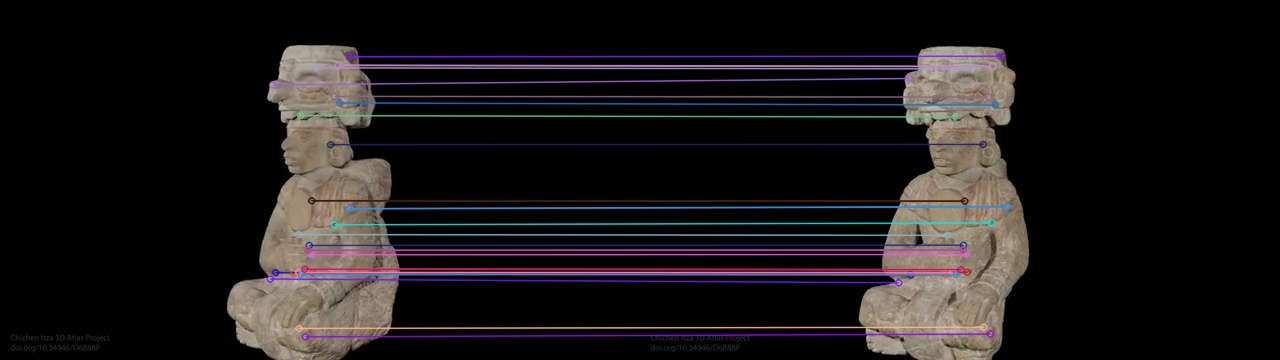 Chichen Itza 3D Atlas Project
doi.org/10.34946/D6B88P
Chichen Itza 3D Atlas Project
doi.org/10.34946/D6B88P